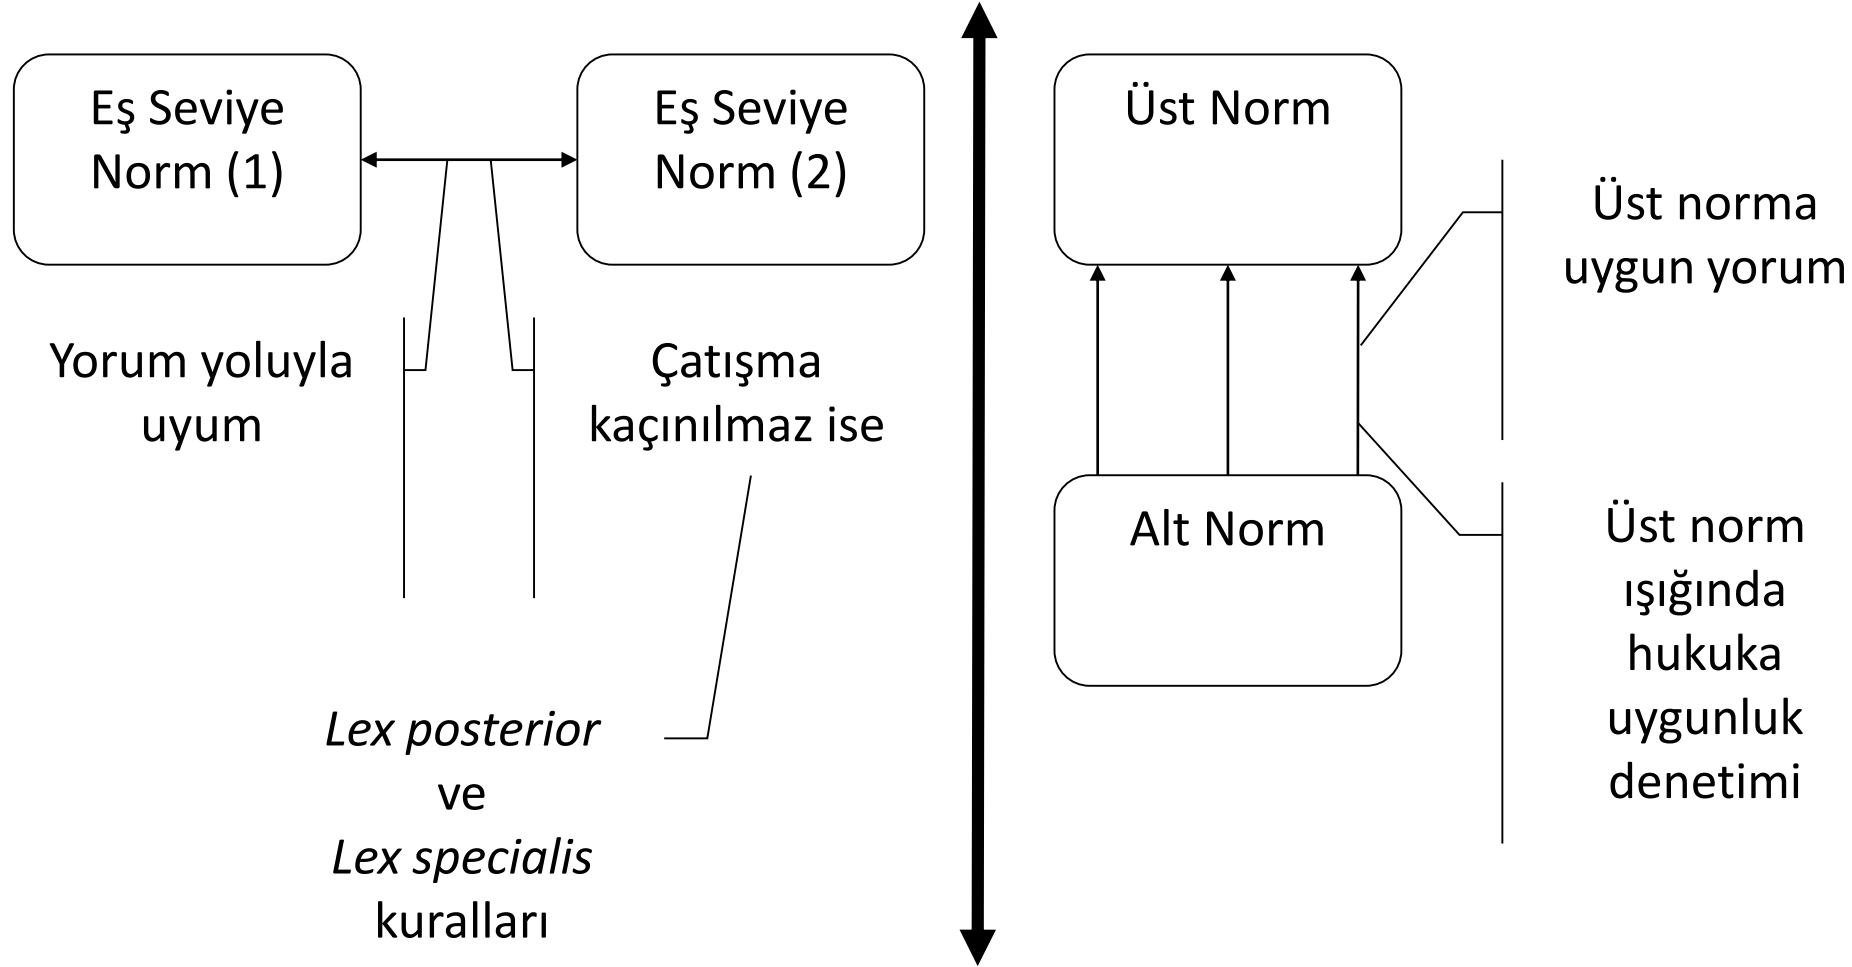 Eş Seviye
Norm (1)
Eş Seviye
Norm (2)
Yorum yoluyla
uyum
Çatışma
kaçınılmaz ise
Lex posterior
ve
Lex specialis
kuralları
Üst Norm
Alt Norm
Üst norma
uygun yorum
Üst norm
ışığında
hukuka
uygunluk
denetimi